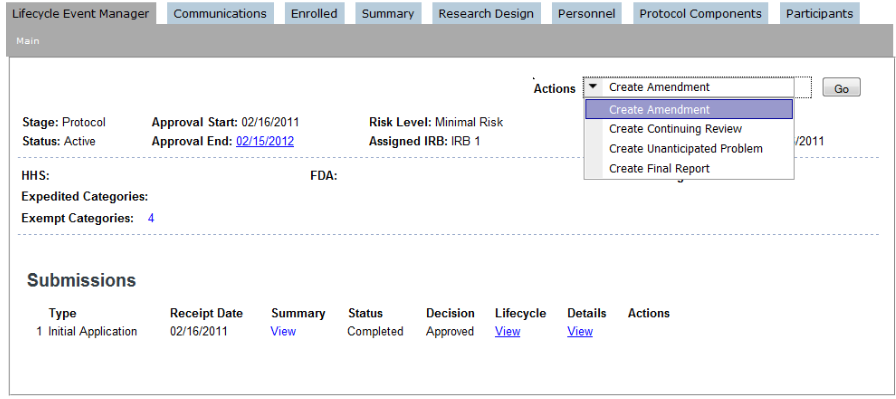 Lifecycle Event Manager Communications Enrolled Summary Research Design Personnel Protocol Components Participants
Main
Actions Create Amendment Go
Create Amendment
Create Continuing Review
Create Unanticipated Problem
Create Final Report
Stage: Protocol Approval Start: 02/16/2011 Risk Level: Minimal Risk
Status: Active Approval End: 02/15/2012 Assigned IRB: IRB 1 /2011
HHS: FDA:
Expedited Categories:
Exempt Categories: 4
Submissions
Type Receipt Date Summary Status Decision Lifecycle Details Actions
1 Initial Application 02/16/2011 View Completed Approved View View